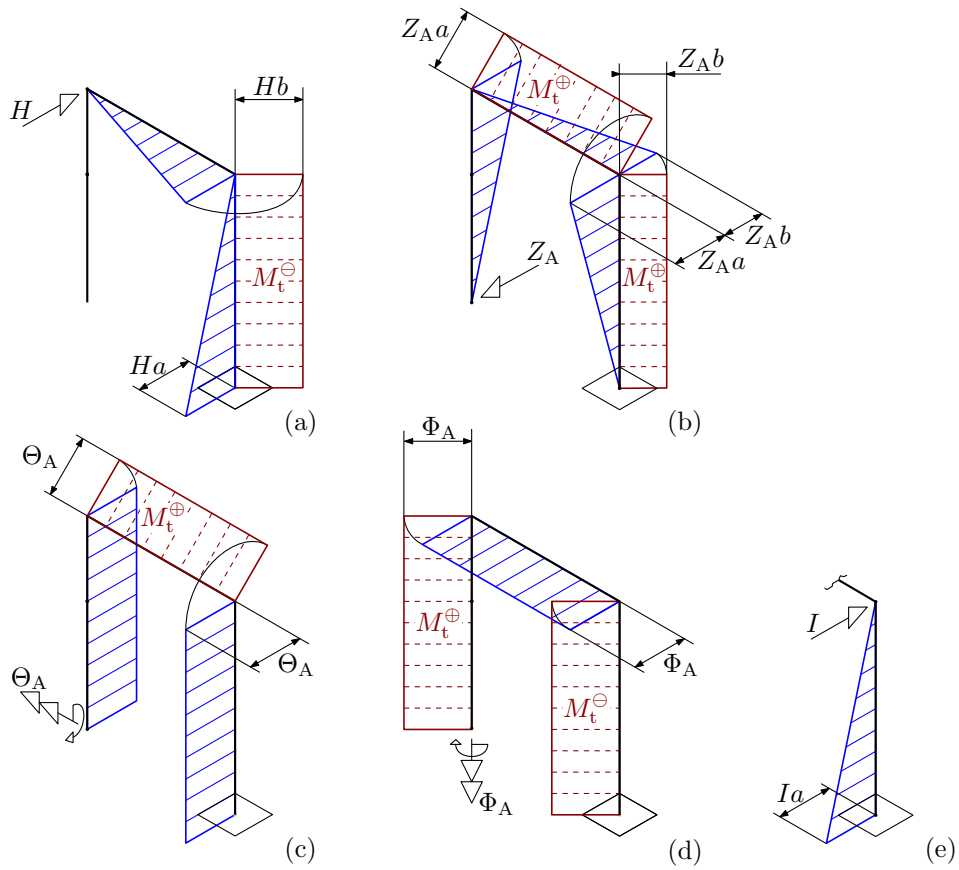 H
Hb
M_t^⊖
Ha
(a)
Z_A a
Z_A b
M_t^⊕
Z_A b
Z_A a
Z_A
M_t^⊕
(b)
Θ_A
M_t^⊕
Θ_A
Θ_A
(c)
Φ_A
M_t^⊕
Φ_A
M_t^⊖
Φ_A
(d)
I
Ia
(e)